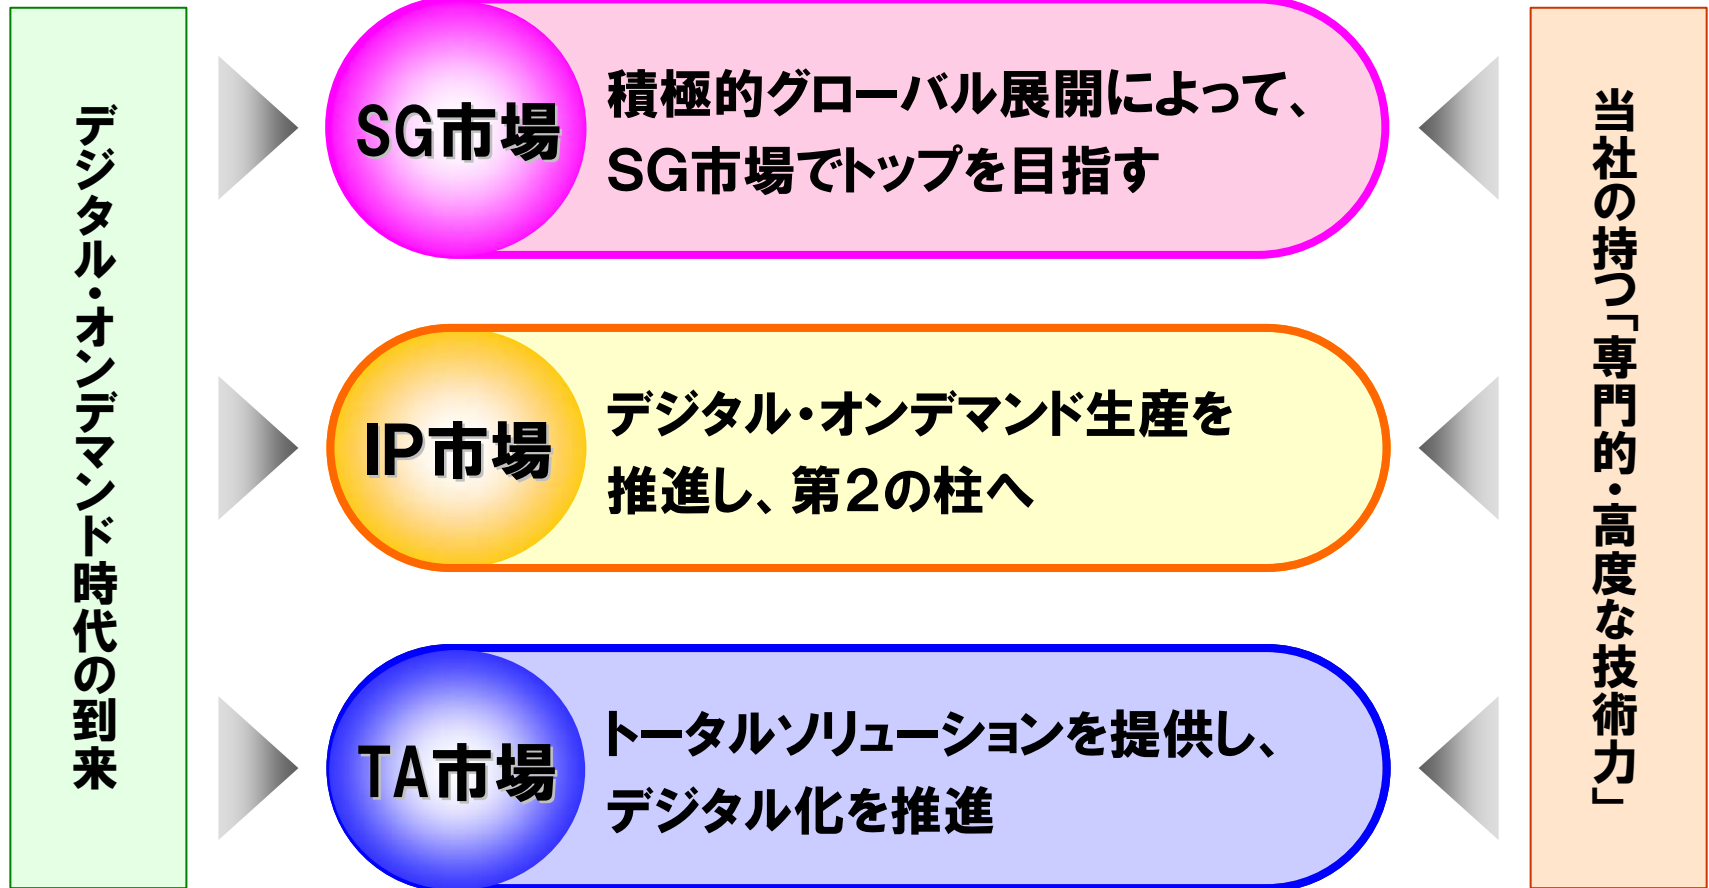 デジタル・オンデマンド時代の到来
SG市場
積極的グローバル展開によって、
SG市場でトップを目指す
IP市場
デジタル・オンデマンド生産を
推進し、第2の柱へ
TA市場
トータルソリューションを提供し、
デジタル化を推進
当社の持つ「専門的・高度な技術力」